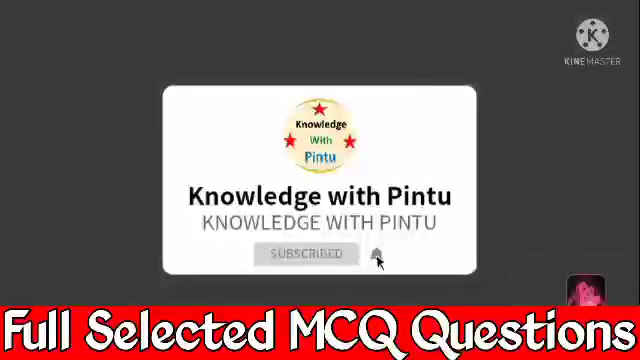 K
KINEMASTER
Knowledge
With
Pintu
Knowledge with Pintu
KNOWLEDGE WITH PINTU
SUBSCRIBED
Full Selected MCQ Questions